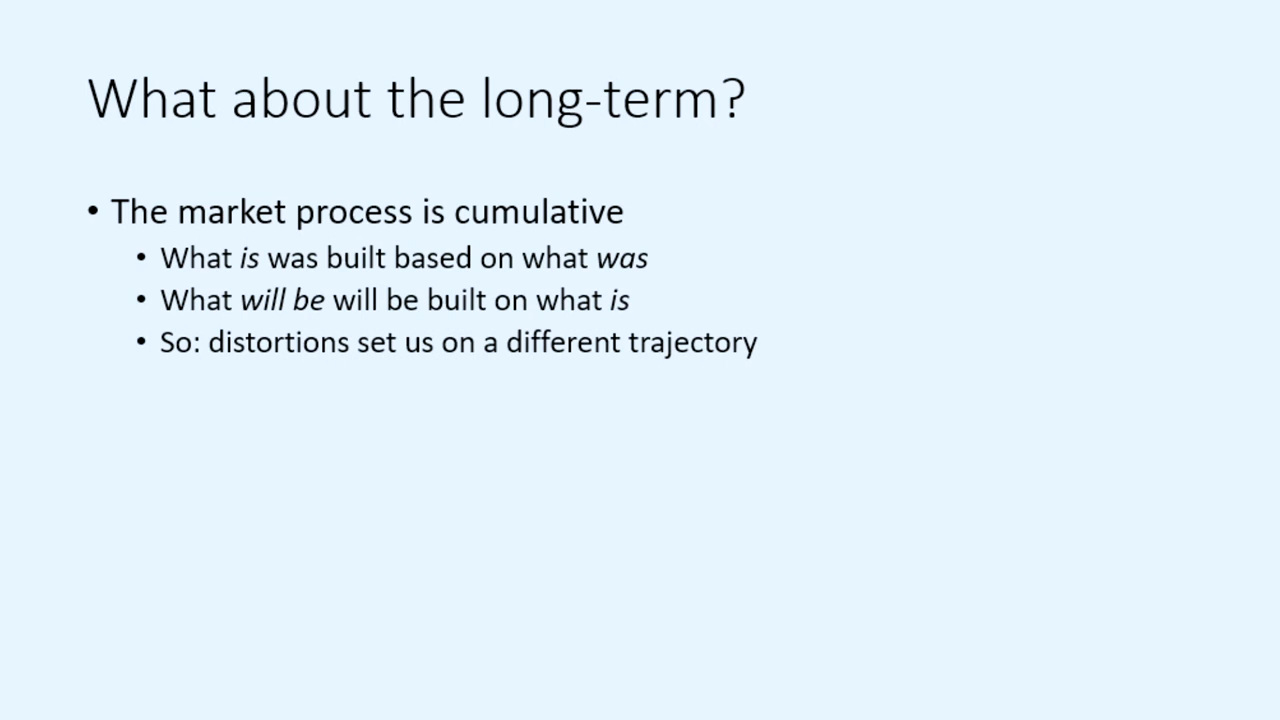 What about the long-term?
• The market process is cumulative
• What is was built based on what was
• What will be will be built on what is
• So: distortions set us on a different trajectory